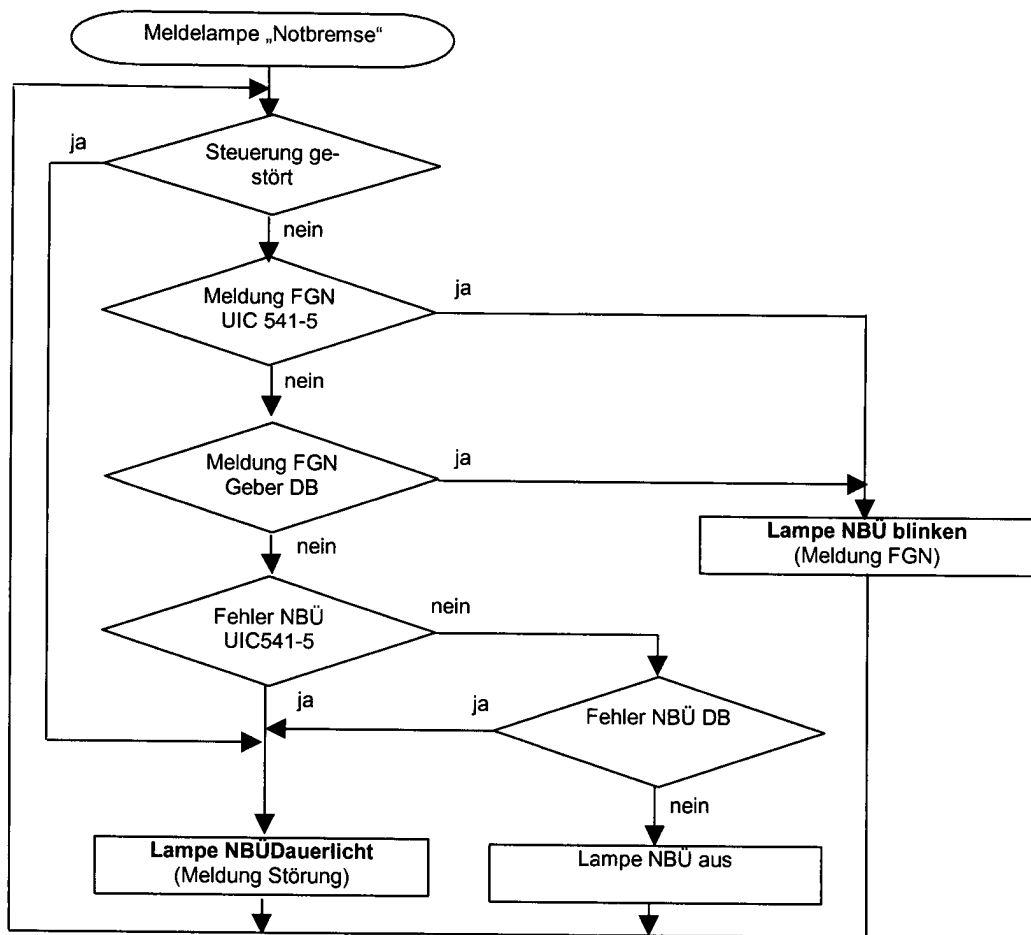 Meldelampe „Notbremse“
ja
Steuerung ge-
stört
nein
Meldung FGN
UIC 541-5
ja
nein
Meldung FGN
Geber DB
ja
nein
Lampe NBÜ blinken
(Meldung FGN)
Fehler NBÜ
UIC541-5
nein
ja
ja
Fehler NBÜ DB
nein
Lampe NBÜDauerlicht
(Meldung Störung)
Lampe NBÜ aus